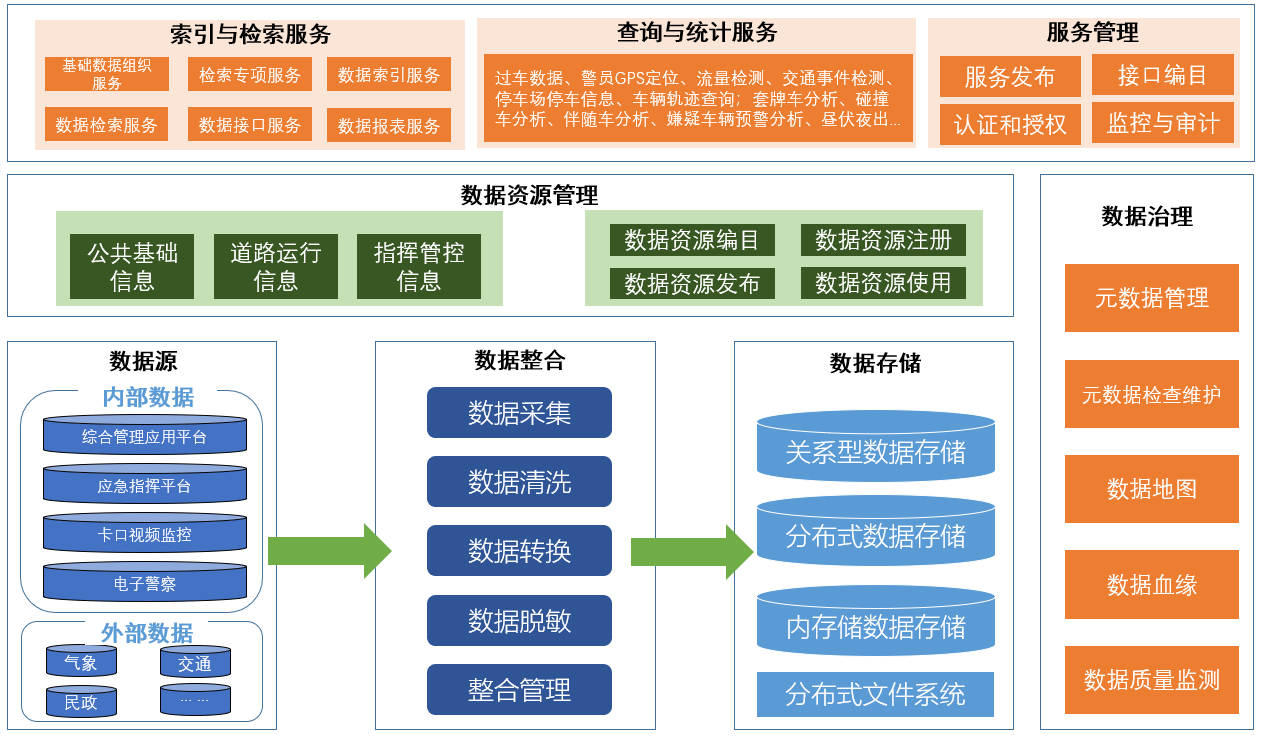 索引与检索服务
基础数据组织
服务
检索专项服务
数据索引服务
数据检索服务
数据接口服务
数据报表服务
查询与统计服务
过车数据、警员GPS定位、流量检测、交通事件检测、
停车场停车信息、车辆轨迹查询；套牌车分析、碰撞
车分析、伴随车分析、嫌疑车辆预警分析、昼伏夜出...
服务管理
服务发布
接口编目
认证和授权
监控与审计
数据资源管理
公共基础
信息
道路运行
信息
指挥管控
信息
数据资源编目
数据资源注册
数据资源发布
数据资源使用
数据治理
元数据管理
元数据检查维护
数据地图
数据血缘
数据质量监测
数据源
内部数据
综合管理应用平台
应急指挥平台
卡口视频监控
电子警察
外部数据
气象
交通
民政
... ...
数据整合
数据采集
数据清洗
数据转换
数据脱敏
整合管理
数据存储
关系型数据存储
分布式数据存储
内存储数据存储
分布式文件系统